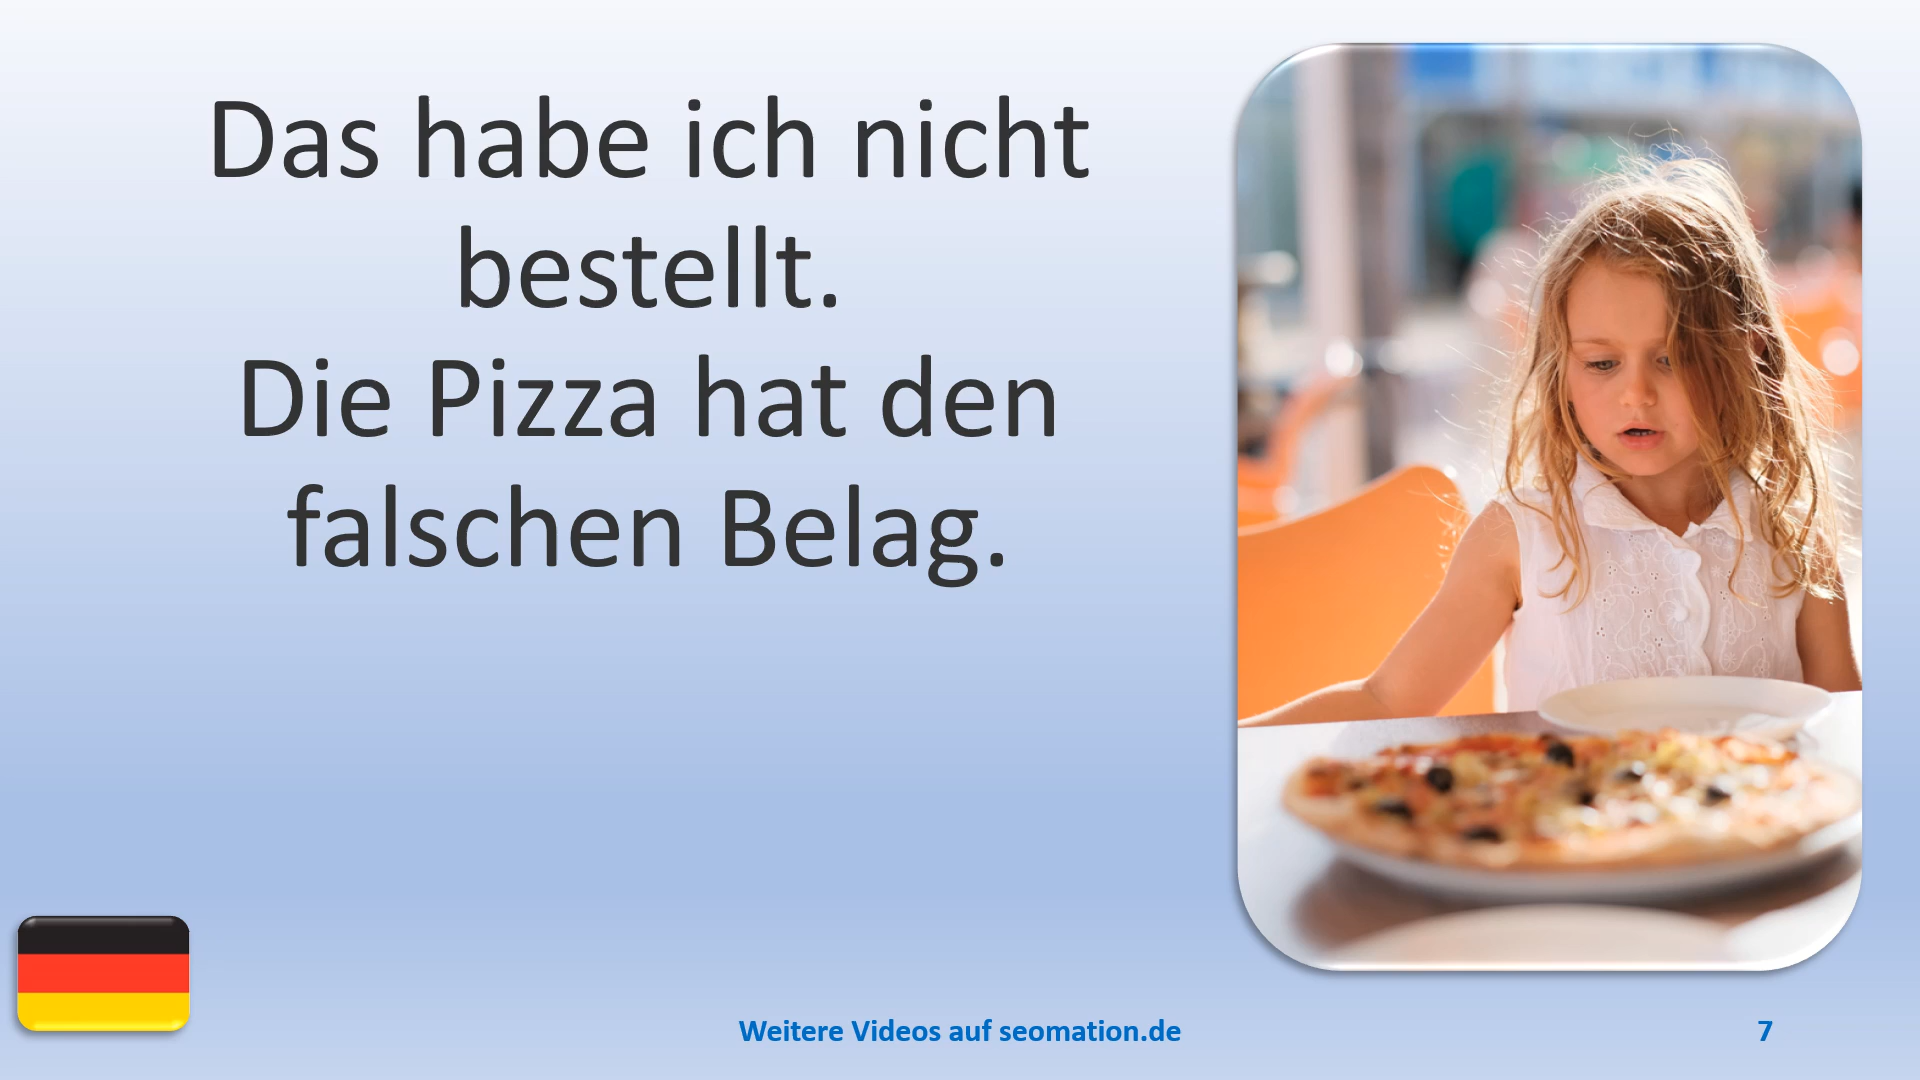 Das habe ich nicht
bestellt.
Die Pizza hat den
falschen Belag.
Weitere Videos auf seomation.de
7